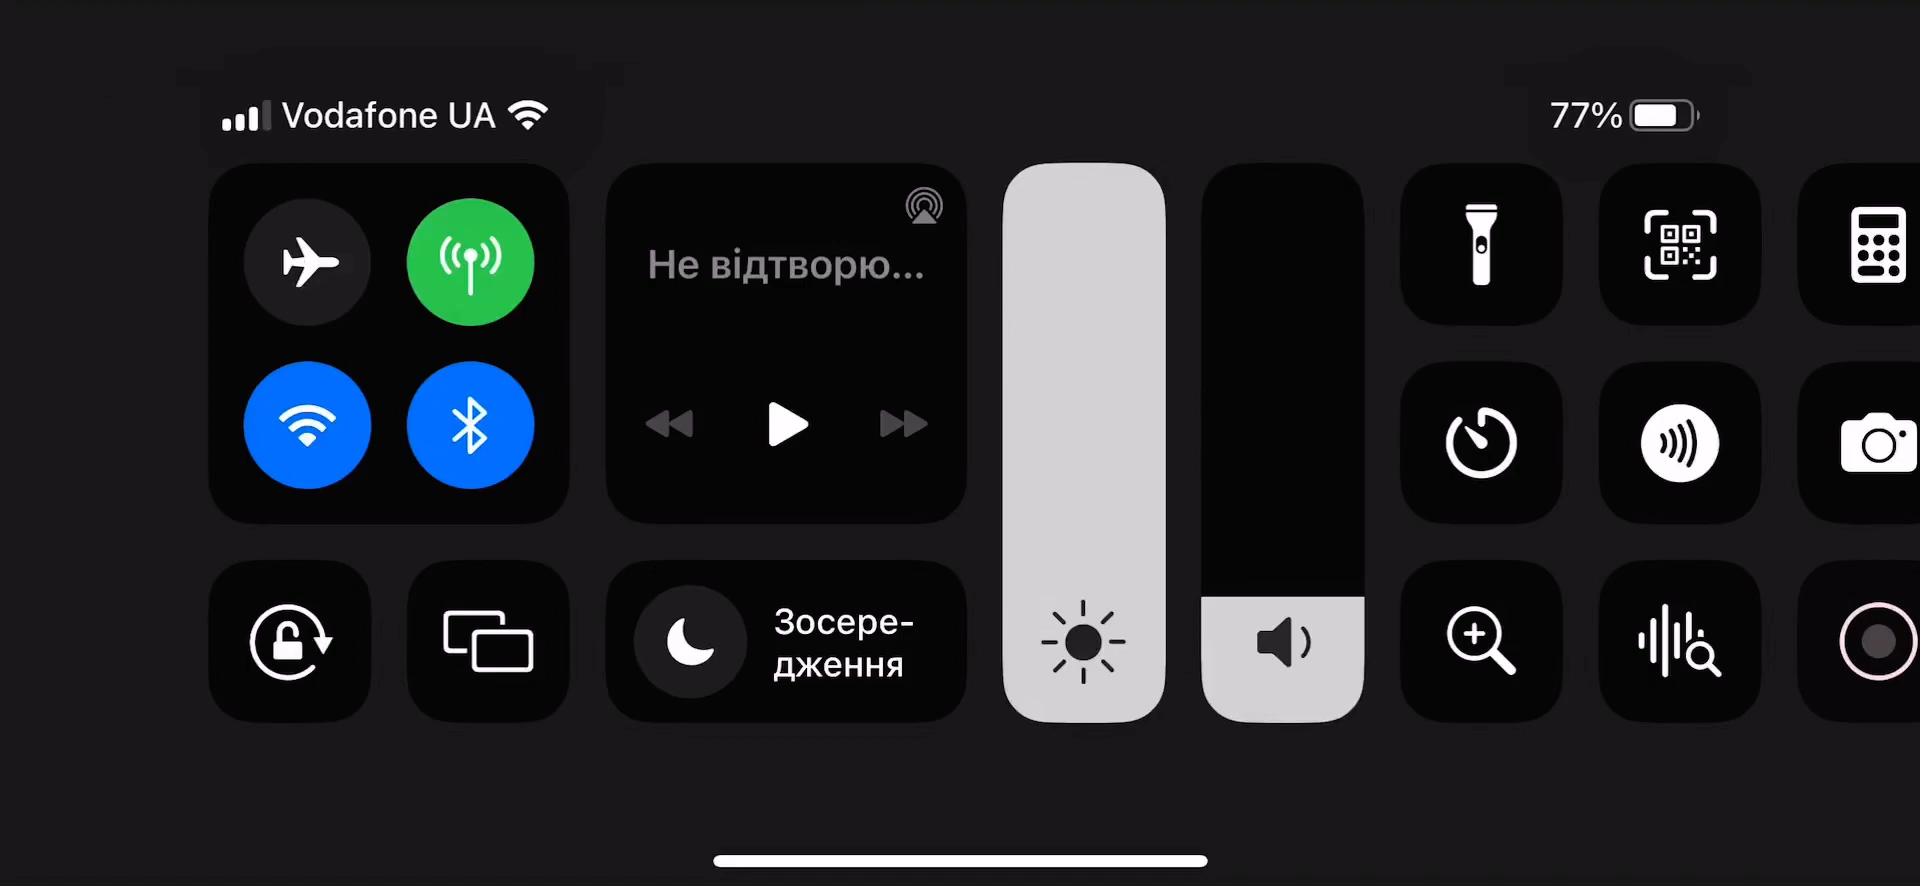 Vodafone UA
77%
Не відтворю...
Зосере-
дження